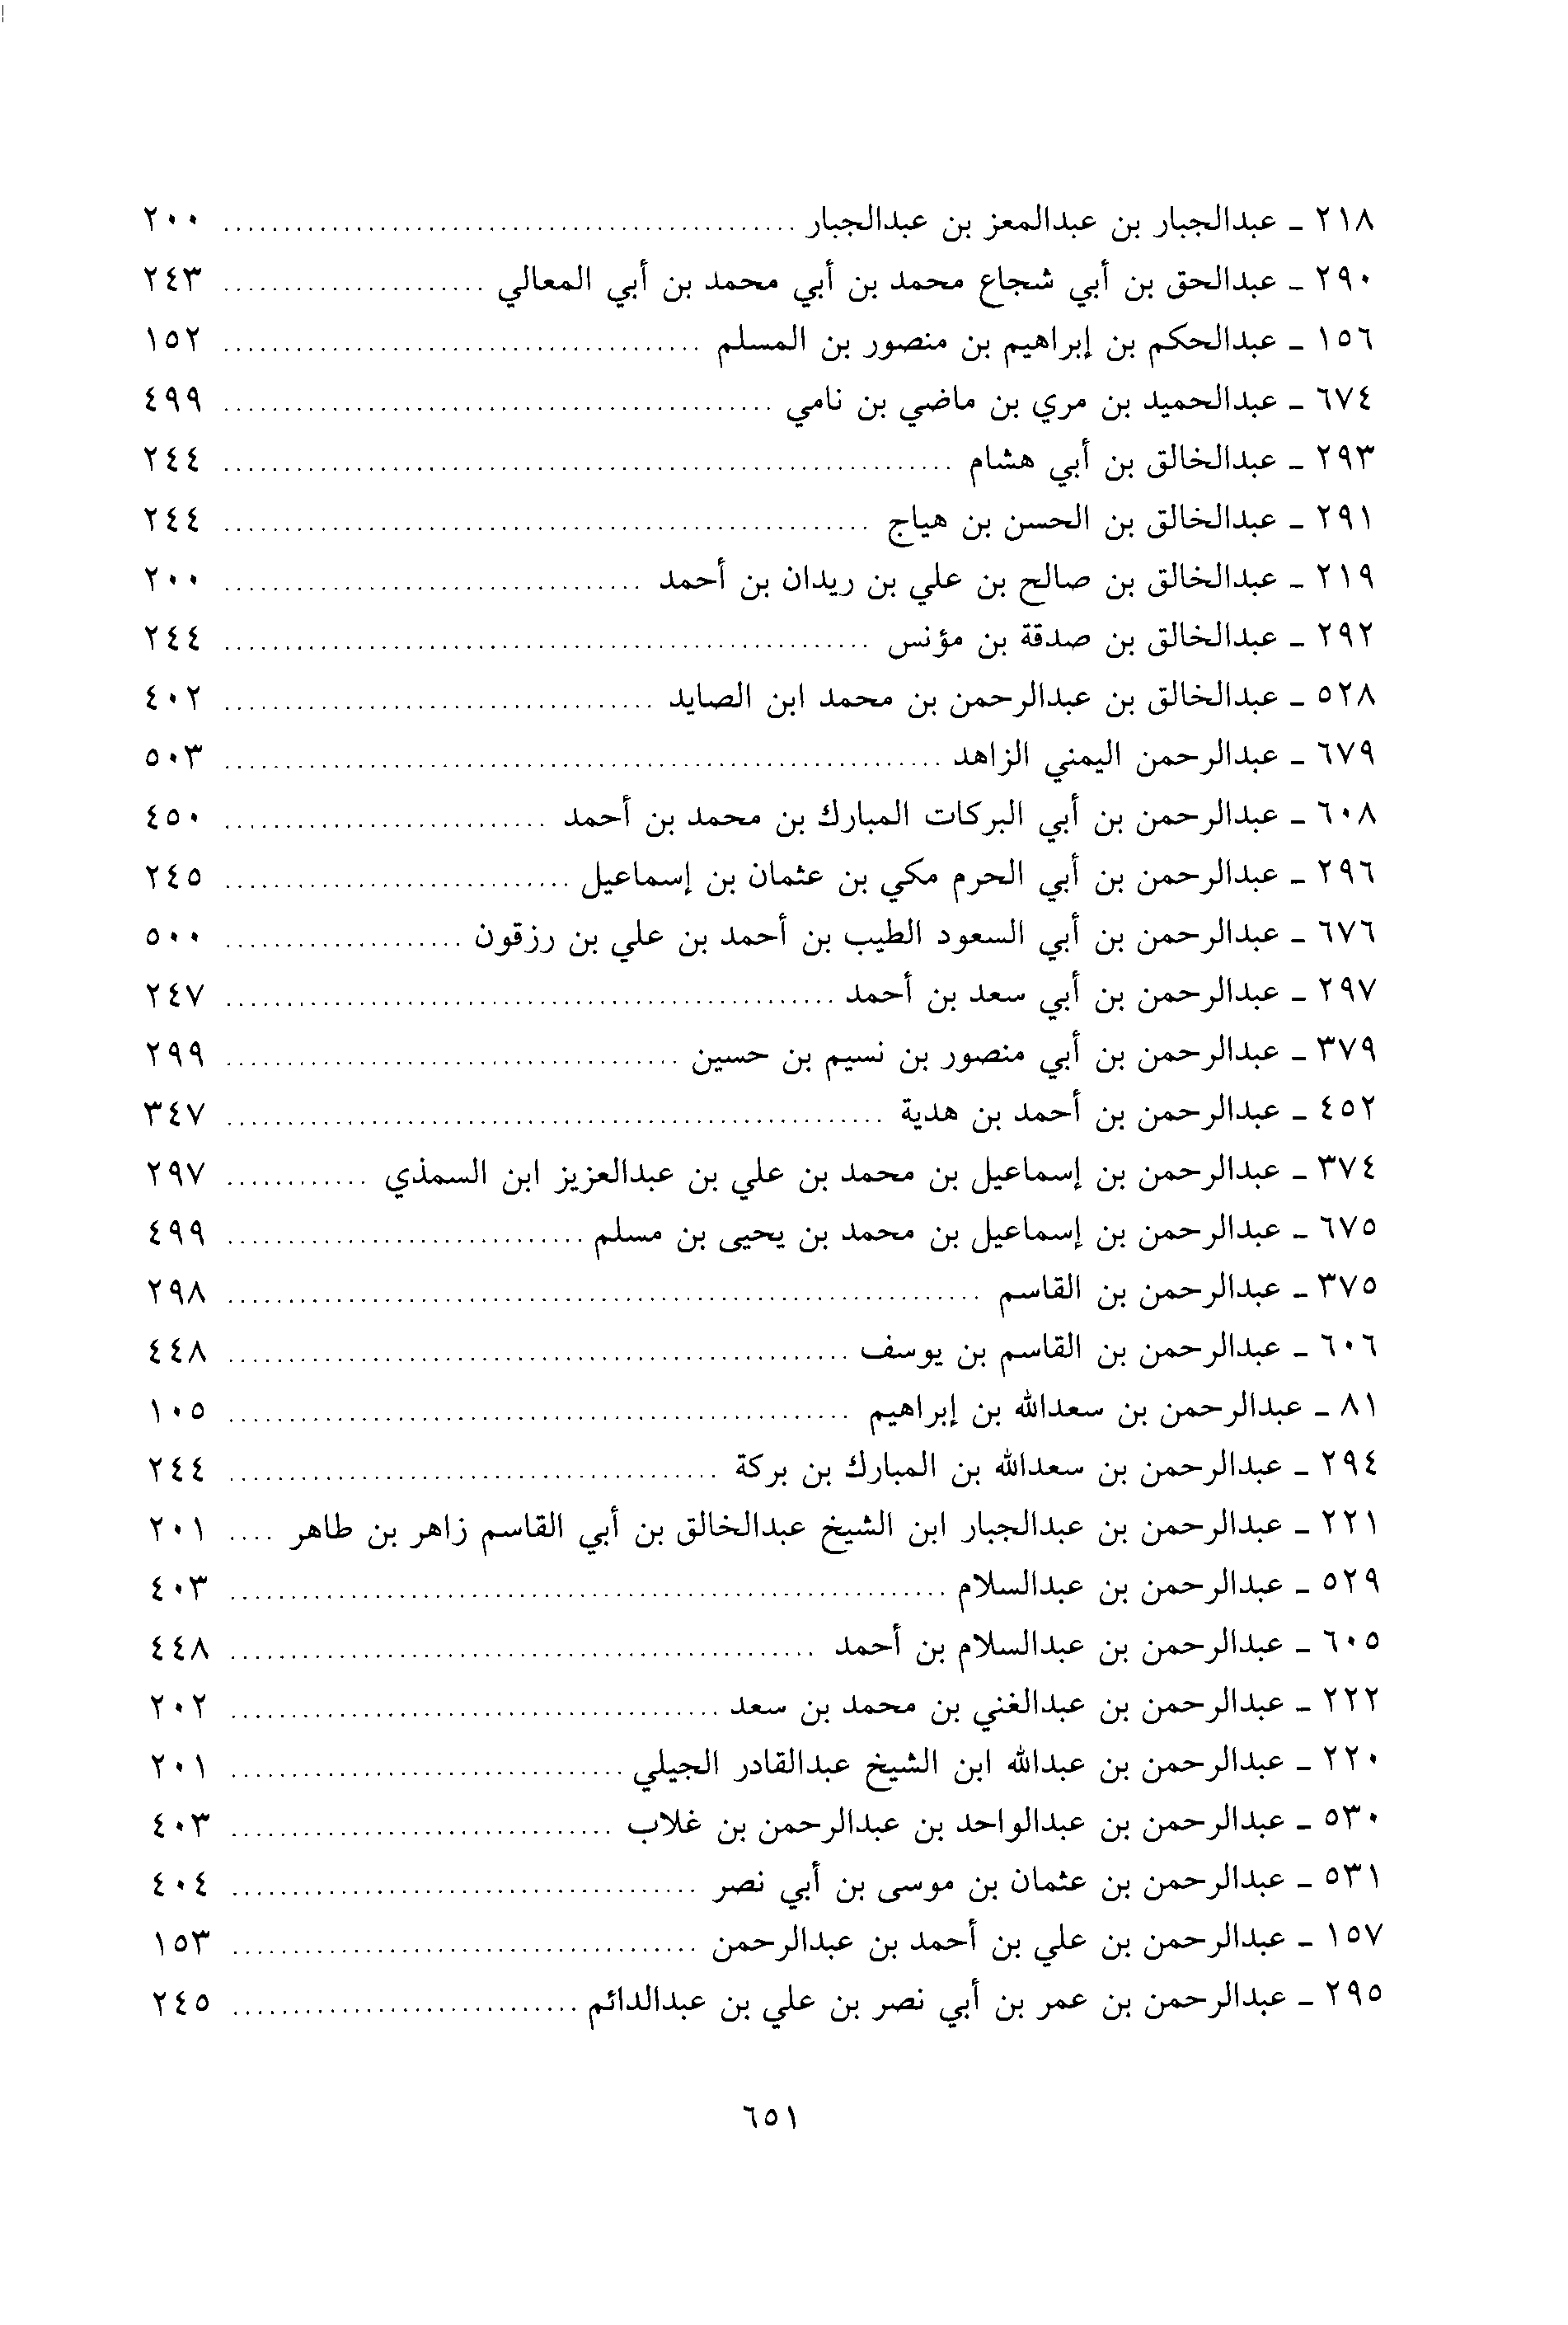 ٢١٨ ـ عبدالجبار بن عبدالمعز بن عبدالجبار ........................ ٢٠٠
٢٩٠ ـ عبدالحق بن أبي شجاع محمد بن أبي محمد بن أبي المعالي ........................ ٢٤٣
١٥٦ ـ عبدالحكم بن إبراهيم بن منصور بن المسلم ........................ ١٥٢
٦٧٤ ـ عبدالحميد بن مري بن ماضي بن نامي ........................ ٤٩٩
٢٩٣ ـ عبدالخالق بن أبي هشام ........................ ٢٤٤
٢٩١ ـ عبدالخالق بن الحسن بن هياج ........................ ٢٤٤
٢١٩ ـ عبدالخالق بن صالح بن علي بن ريدان بن أحمد ........................ ٢٠٠
٢٩٢ ـ عبدالخالق بن صدقة بن مؤنس ........................ ٢٤٤
٥٢٨ ـ عبدالخالق بن عبدالرحمن بن محمد ابن الصايد ........................ ٤٠٢
٦٧٩ ـ عبدالرحمن اليمني الزاهد ........................ ٥٠٣
٦٠٨ ـ عبدالرحمن بن أبي البركات المبارك بن محمد بن أحمد ........................ ٤٥٠
٢٩٦ ـ عبدالرحمن بن أبي الحرم مكي بن عثمان بن إسماعيل ........................ ٢٤٥
٦٧٦ ـ عبدالرحمن بن أبي السعود الطيب بن أحمد بن علي بن رزقون ........................ ٥٠٠
٢٩٧ ـ عبدالرحمن بن أبي سعد بن أحمد ........................ ٢٤٧
٣٧٩ ـ عبدالرحمن بن أبي منصور بن نسيم بن حسين ........................ ٢٩٩
٤٥٢ ـ عبدالرحمن بن أحمد بن هدية ........................ ٣٤٧
٣٧٤ ـ عبدالرحمن بن إسماعيل بن محمد بن علي بن عبدالعزيز ابن السمذي ............ ٢٩٧
٦٧٥ ـ عبدالرحمن بن إسماعيل بن محمد بن يحيى بن مسلم ........................ ٤٩٩
٣٧٥ ـ عبدالرحمن بن القاسم ........................ ٢٩٨
٦٠٦ ـ عبدالرحمن بن القاسم بن يوسف ........................ ٤٤٨
٨١ ـ عبدالرحمن بن سعدالله بن إبراهيم ........................ ١٠٥
٢٩٤ ـ عبدالرحمن بن سعدالله بن المبارك بن بركة ........................ ٢٤٤
٢٢١ ـ عبدالرحمن بن عبدالجبار ابن الشيخ عبدالخالق بن أبي القاسم زاهر بن طاهر .... ٢٠١
٥٢٩ ـ عبدالرحمن بن عبدالسلام ........................ ٤٠٣
٦٠٥ ـ عبدالرحمن بن عبدالسلام بن أحمد ........................ ٤٤٨
٢٢٢ ـ عبدالرحمن بن عبدالغني بن محمد بن سعد ........................ ٢٠٢
٢٢٠ ـ عبدالرحمن بن عبدالله ابن الشيخ عبدالقادر الجيلي ........................ ٢٠١
٥٣٠ ـ عبدالرحمن بن عبدالواحد بن عبدالرحمن بن غلاب ........................ ٤٠٣
٥٣١ ـ عبدالرحمن بن عثمان بن موسى بن أبي نصر ........................ ٤٠٤
١٥٧ ـ عبدالرحمن بن علي بن أحمد بن عبدالرحمن ........................ ١٥٣
٢٩٥ ـ عبدالرحمن بن عمر بن أبي نصر بن علي بن عبدالدائم ........................ ٢٤٥
٦٥١